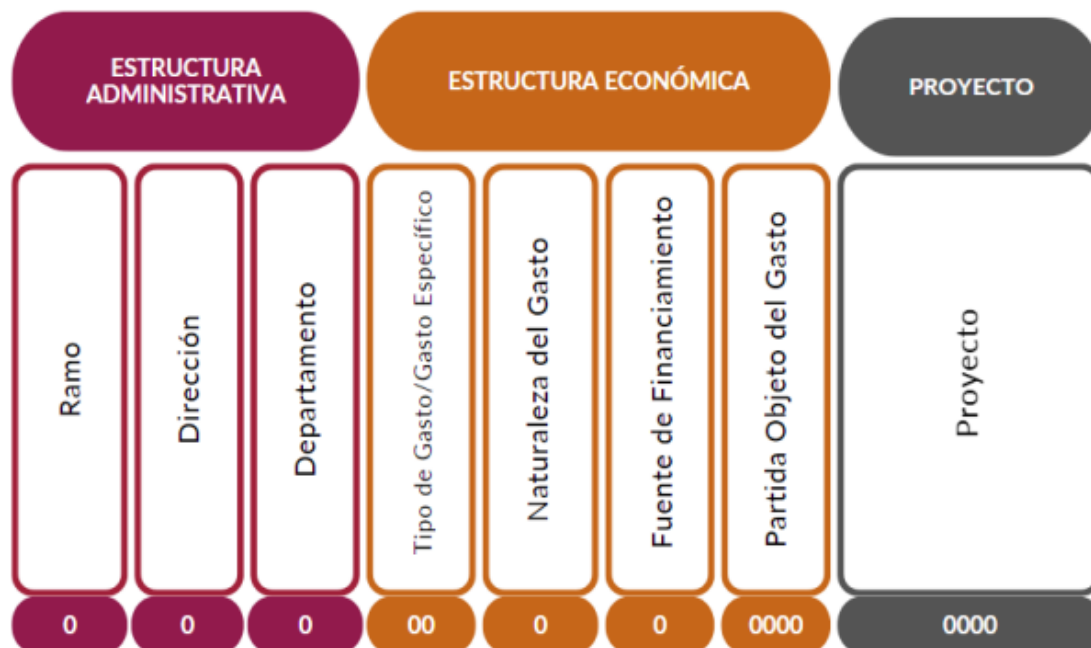 ESTRUCTURA
ADMINISTRATIVA
ESTRUCTURA ECONÓMICA
PROYECTO
Ramo
Dirección
Departamento
Tipo de Gasto/Gasto Específico
Naturaleza del Gasto
Fuente de Financiamiento
Partida Objeto del Gasto
Proyecto
0
0
0
00
0
0
0000
0000